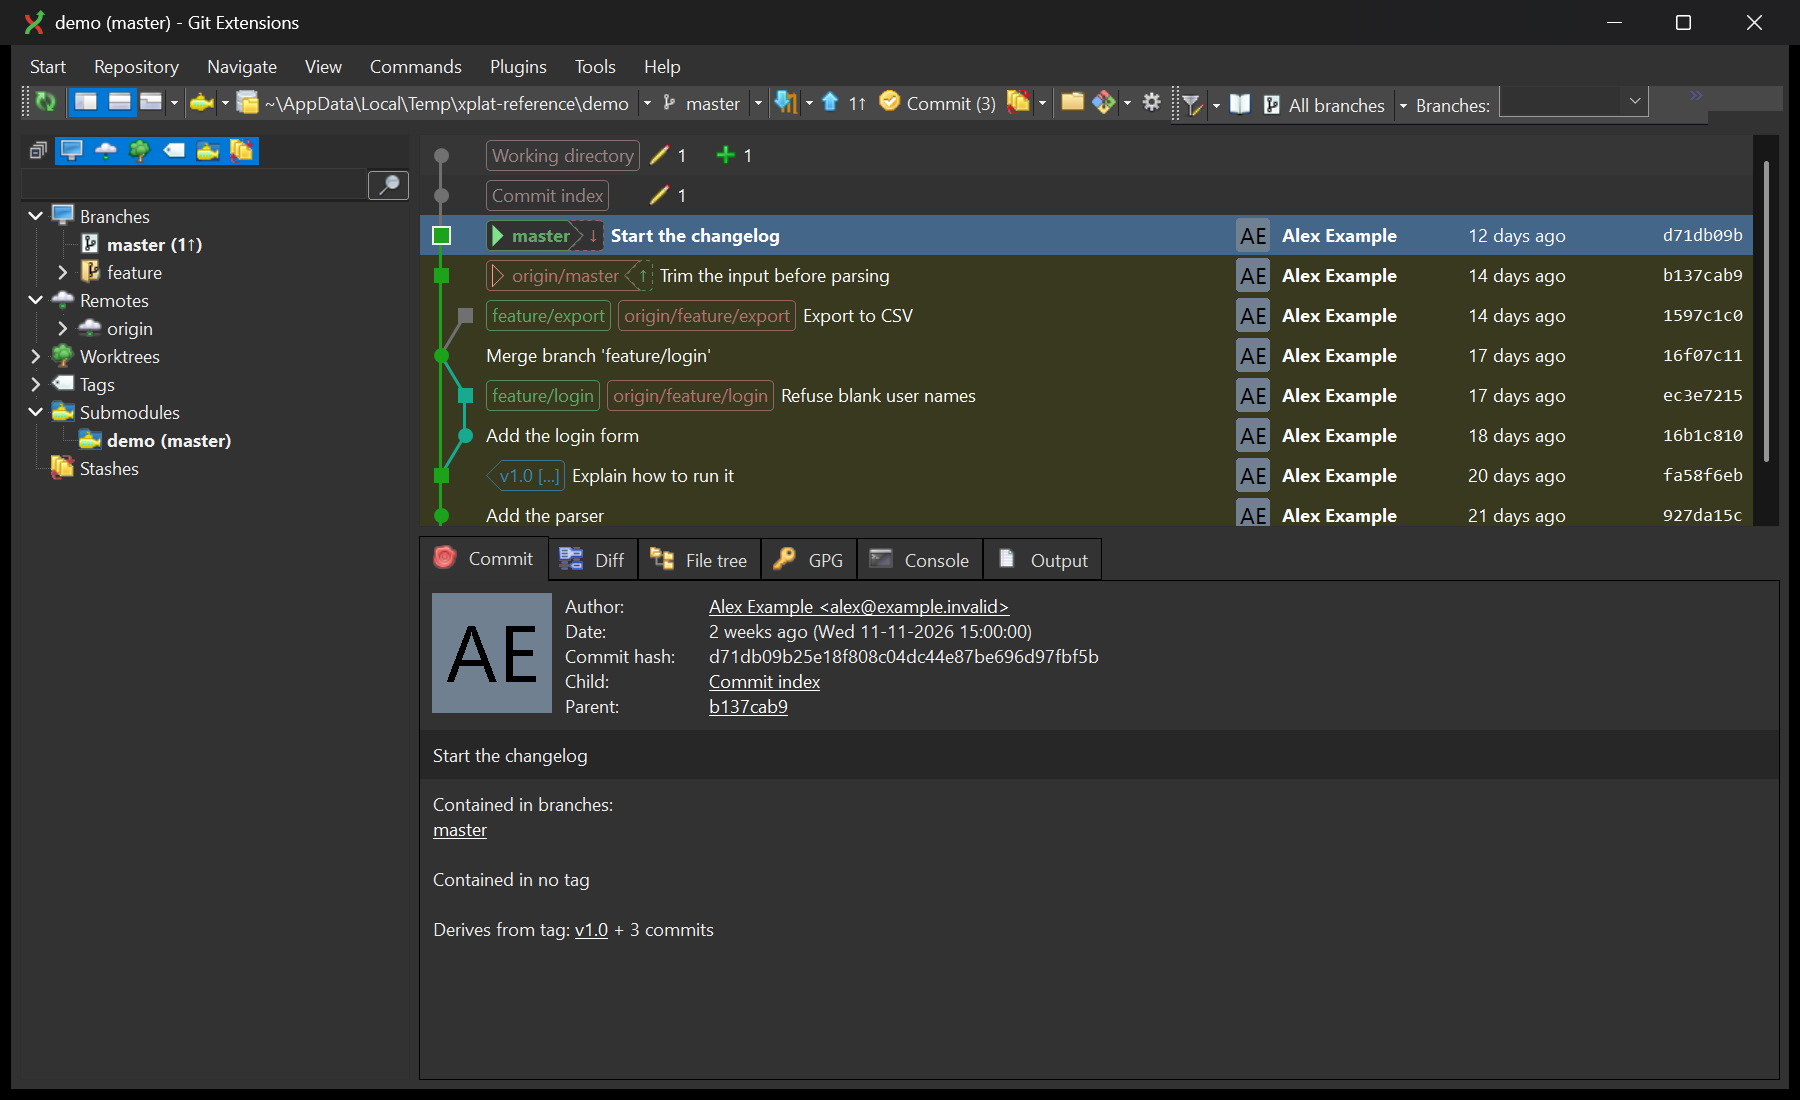 demo (master) - Git Extensions
Start Repository Navigate View Commands Plugins Tools Help
~\AppData\Local\Temp\xplat-reference\demo master 1↑ Commit (3) All branches Branches:
Branches
master (1↑)
feature
Remotes
origin
Worktrees
Tags
Submodules
demo (master)
Stashes
Working directory 1 1
Commit index 1
master ↓ Start the changelog AE Alex Example 12 days ago d71db09b
origin/master ↑ Trim the input before parsing AE Alex Example 14 days ago b137cab9
feature/export origin/feature/export Export to CSV AE Alex Example 14 days ago 1597c1c0
Merge branch 'feature/login' AE Alex Example 17 days ago 16f07c11
feature/login origin/feature/login Refuse blank user names AE Alex Example 17 days ago ec3e7215
Add the login form AE Alex Example 18 days ago 16b1c810
v1.0 [...] Explain how to run it AE Alex Example 20 days ago fa58f6eb
Add the parser AE Alex Example 21 days ago 927da15c
Commit Diff File tree GPG Console Output
AE
Author: Alex Example <alex@example.invalid>
Date: 2 weeks ago (Wed 11-11-2026 15:00:00)
Commit hash: d71db09b25e18f808c04dc44e87be696d97fbf5b
Child: Commit index
Parent: b137cab9
Start the changelog
Contained in branches:
master
Contained in no tag
Derives from tag: v1.0 + 3 commits